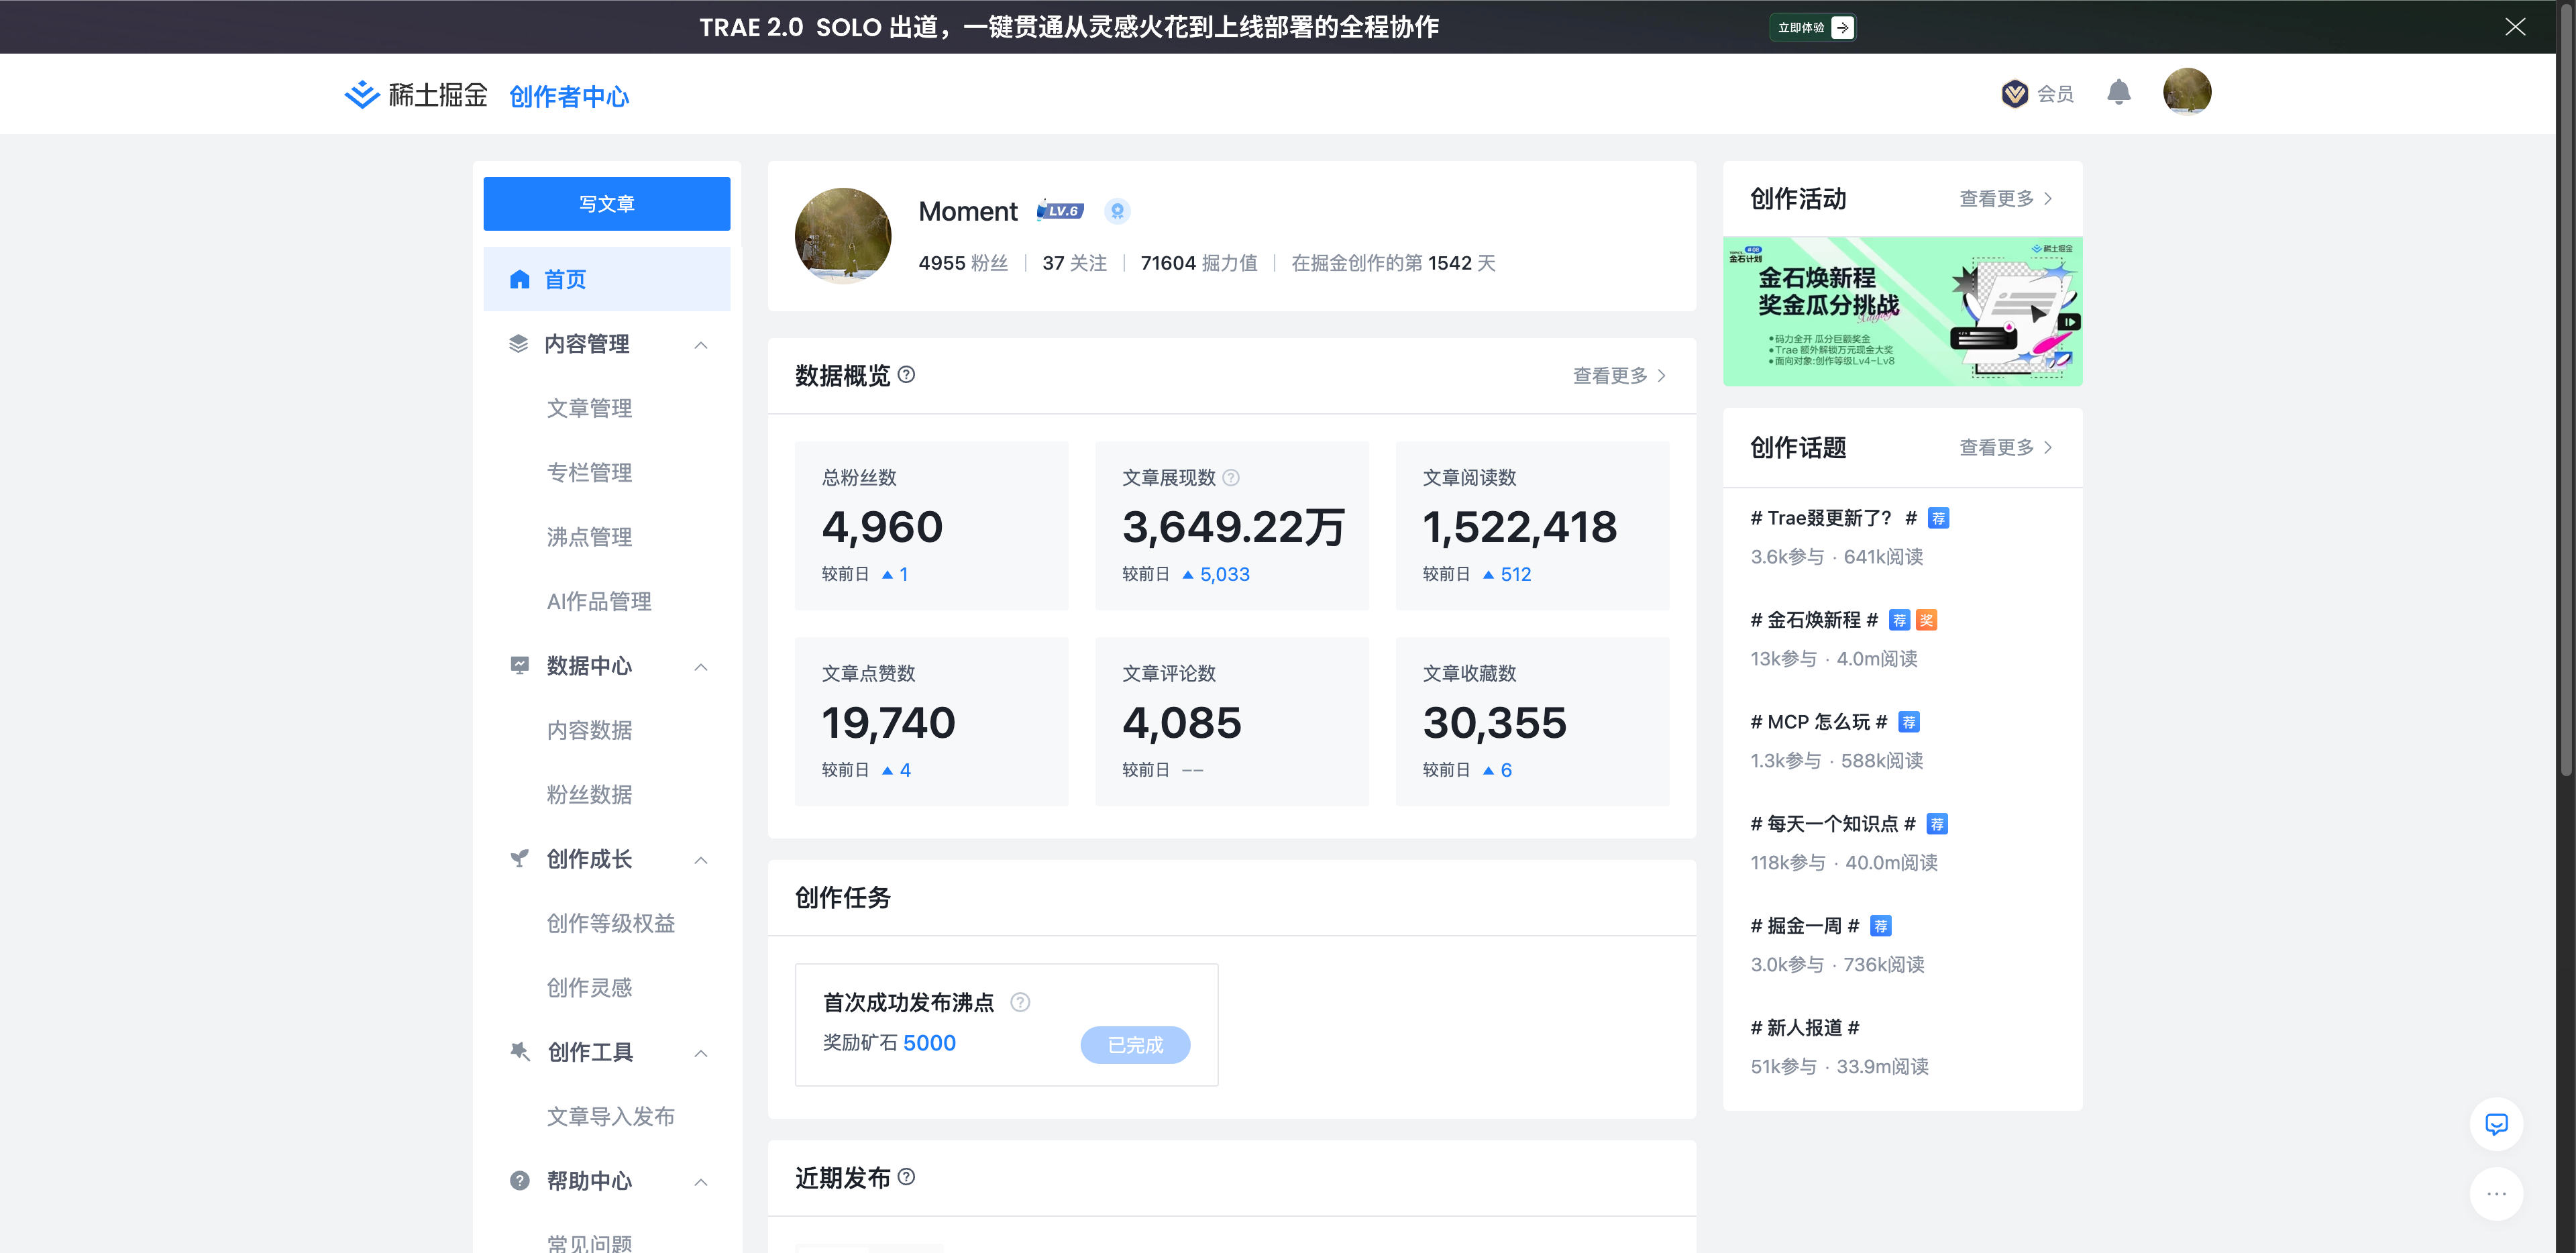 TRAE 2.0 SOLO 出道，一键贯通从灵感火花到上线部署的全程协作
立即体验
稀土掘金 创作者中心
会员
写文章
首页
内容管理
文章管理
专栏管理
沸点管理
AI作品管理
数据中心
内容数据
粉丝数据
创作成长
创作等级权益
创作灵感
创作工具
文章导入发布
帮助中心
常见问题
Moment LV.6
4955 粉丝 37 关注 71604 掘力值 在掘金创作的第 1542 天
数据概览 查看更多
总粉丝数
4,960
较前日 1
文章展现数
3,649.22万
较前日 5,033
文章阅读数
1,522,418
较前日 512
文章点赞数
19,740
较前日 4
文章评论数
4,085
较前日 --
文章收藏数
30,355
较前日 6
创作任务
首次成功发布沸点
奖励矿石 5000
已完成
近期发布
创作活动 查看更多
金石计划
稀土掘金
金石焕新程
奖金瓜分挑战
码力全开 瓜分巨额奖金
Trae 额外解锁万元现金大奖
面向对象:创作等级Lv4~Lv8
创作话题 查看更多
# Trae叕更新了？ # 荐
3.6k参与 · 641k阅读
# 金石焕新程 # 荐 奖
13k参与 · 4.0m阅读
# MCP 怎么玩 # 荐
1.3k参与 · 588k阅读
# 每天一个知识点 # 荐
118k参与 · 40.0m阅读
# 掘金一周 # 荐
3.0k参与 · 736k阅读
# 新人报道 #
51k参与 · 33.9m阅读